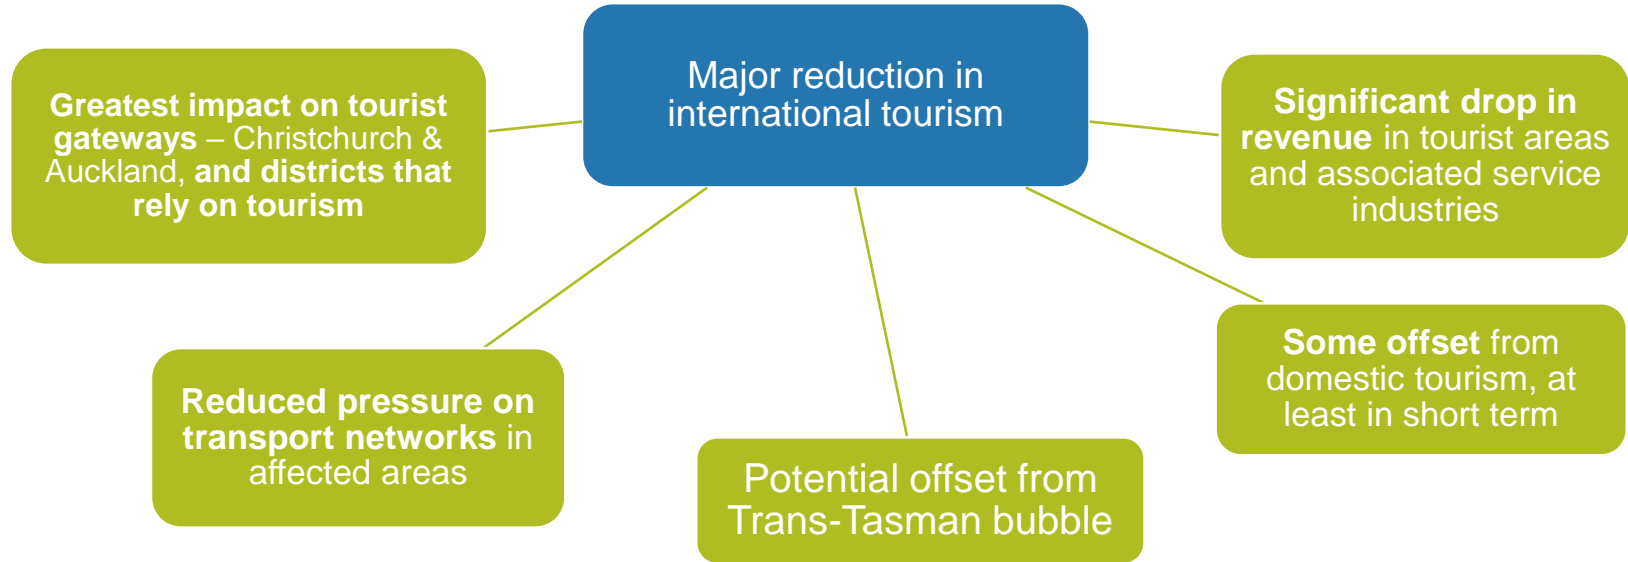 Major reduction in
international tourism
Greatest impact on tourist
gateways – Christchurch &
Auckland, and districts that
rely on tourism
Significant drop in
revenue in tourist areas
and associated service
industries
Reduced pressure on
transport networks in
affected areas
Potential offset from
Trans-Tasman bubble
Some offset from
domestic tourism, at
least in short term